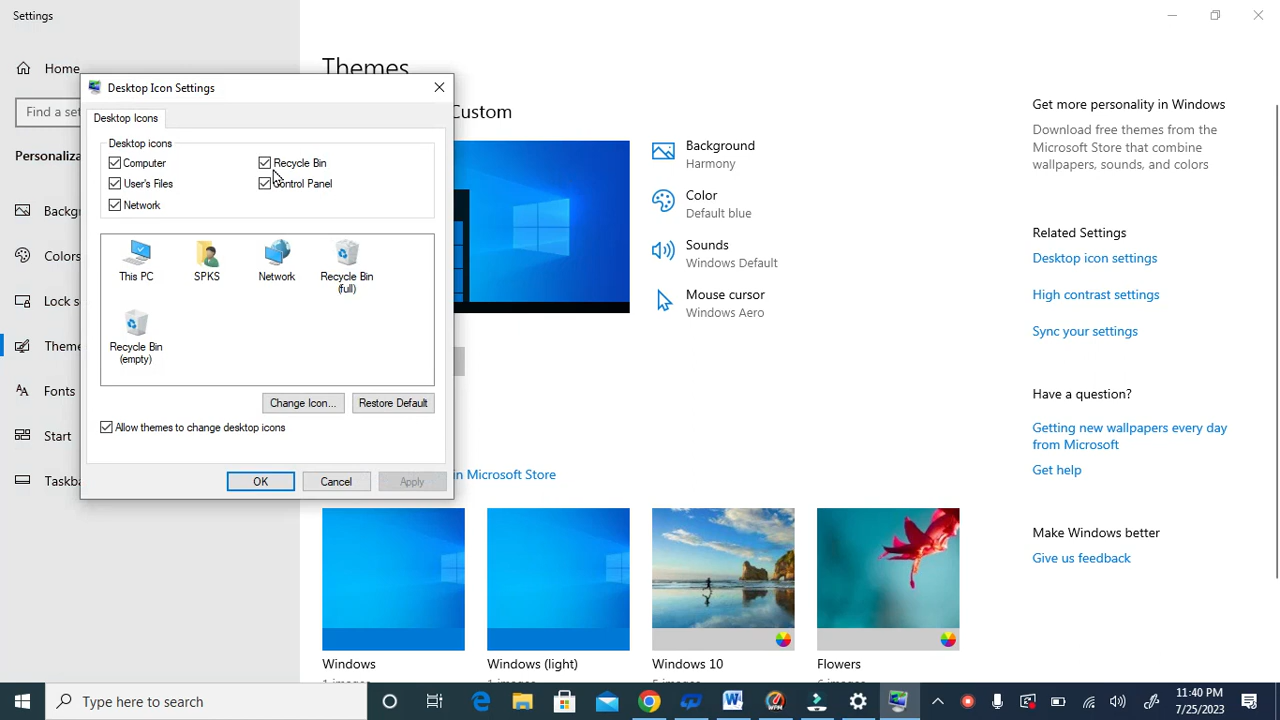 Settings
Home
Find a set
Personaliza
Backgr
Colors
Lock s
Theme
Fonts
Start
Taskba
Desktop Icon Settings
Desktop Icons
Desktop icons
Computer
Recycle Bin
User's Files
Control Panel
Network
This PC
SPKS
Network
Recycle Bin
(full)
Recycle Bin
(empty)
Change Icon...
Restore Default
Allow themes to change desktop icons
OK
Cancel
Apply
Themes
Custom
Background
Harmony
Color
Default blue
Sounds
Windows Default
Mouse cursor
Windows Aero
in Microsoft Store
Windows
Windows (light)
Windows 10
Flowers
Get more personality in Windows
Download free themes from the
Microsoft Store that combine
wallpapers, sounds, and colors
Related Settings
Desktop icon settings
High contrast settings
Sync your settings
Have a question?
Getting new wallpapers every day
from Microsoft
Get help
Make Windows better
Give us feedback
Type here to search
W
WPM
11:40 PM
7/25/2023